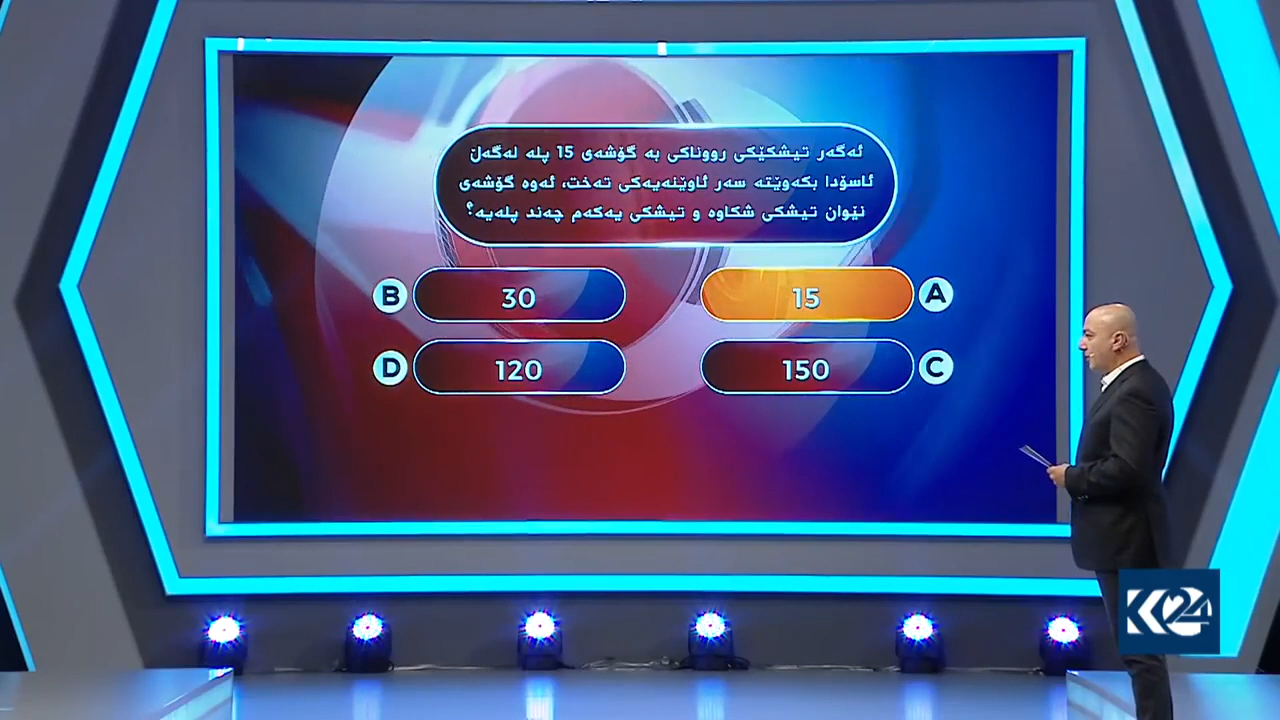 ئەگەر تیشکێکی رووناکی بە گۆشەی 15 پلە لەگەڵ
ئاسۆدا بکەوێتە سەر ئاوێنەیەکی تەخت، ئەوە گۆشەی
نێوان تیشکی شکاوە و تیشکی یەکەم چەند پلەیە؟
15 A
30 B
150 C
120 D
K24